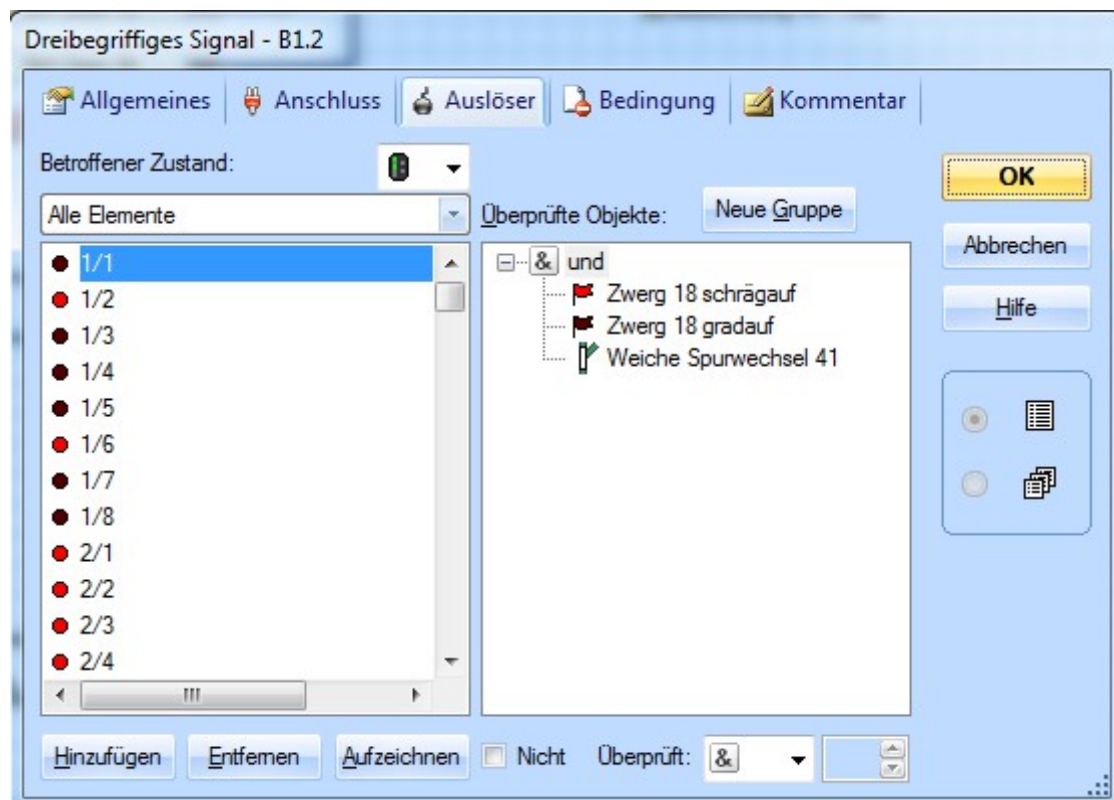 Dreibegriffiges Signal - B1.2
Allgemeines Anschluss Auslöser Bedingung Kommentar
Betroffener Zustand:
Alle Elemente
Überprüfte Objekte: Neue Gruppe
OK
Abbrechen
Hilfe
1/1
1/2
1/3
1/4
1/5
1/6
1/7
1/8
2/1
2/2
2/3
2/4
& und
Zwerg 18 schrägauf
Zwerg 18 gradauf
Weiche Spurwechsel 41
Hinzufügen Entfernen Aufzeichnen Nicht Überprüft: &